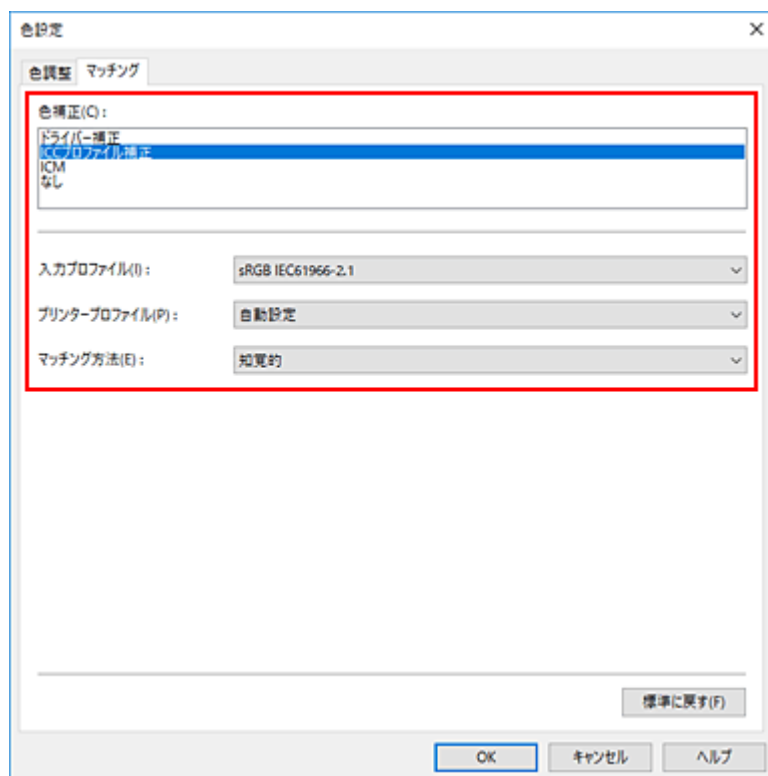 色設定
色調整 マッチング
色補正(C):
ドライバー補正
ICCプロファイル補正
ICM
なし
入力プロファイル(I): sRGB IEC61966-2.1
プリンタープロファイル(P): 自動設定
マッチング方法(E): 知覚的
標準に戻す(F)
OK キャンセル ヘルプ